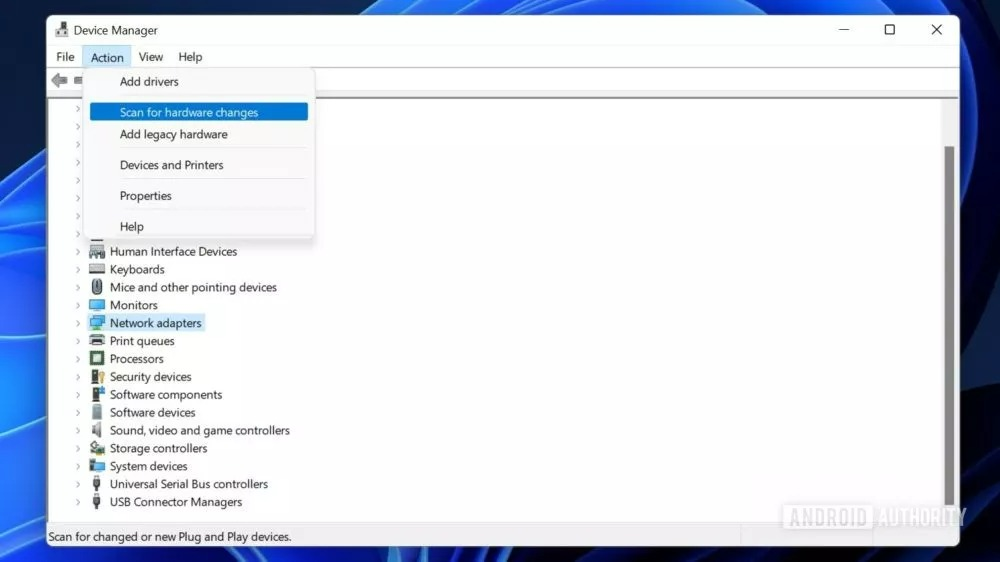 Device Manager
File Action View Help
Add drivers
Scan for hardware changes
Add legacy hardware
Devices and Printers
Properties
Help
Human Interface Devices
Keyboards
Mice and other pointing devices
Monitors
Network adapters
Print queues
Processors
Security devices
Software components
Software devices
Sound, video and game controllers
Storage controllers
System devices
Universal Serial Bus controllers
USB Connector Managers
ANDROID AUTHORITY
Scan for changed or new Plug and Play devices.